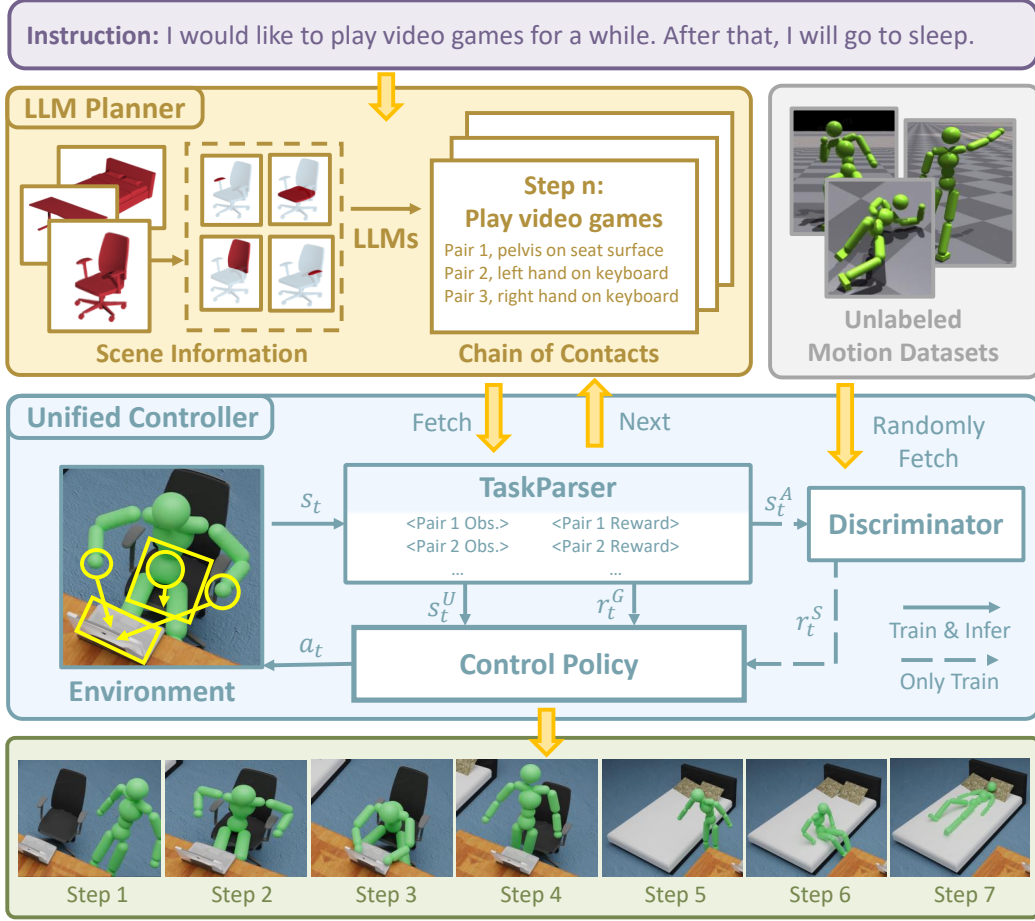 Instruction: I would like to play video games for a while. After that, I will go to sleep.
LLM Planner
Step n:
Play video games
Pair 1, pelvis on seat surface
Pair 2, left hand on keyboard
Pair 3, right hand on keyboard
LLMs
Scene Information
Chain of Contacts
Unlabeled
Motion Datasets
Unified Controller
Fetch
Next
Randomly
Fetch
s_t
TaskParser
<Pair 1 Obs.> <Pair 1 Reward>
<Pair 2 Obs.> <Pair 2 Reward>
... ...
s_t^A
Discriminator
s_t^U
r_t^G
r_t^S
Train & Infer
Only Train
a_t
Control Policy
Environment
Step 1
Step 2
Step 3
Step 4
Step 5
Step 6
Step 7